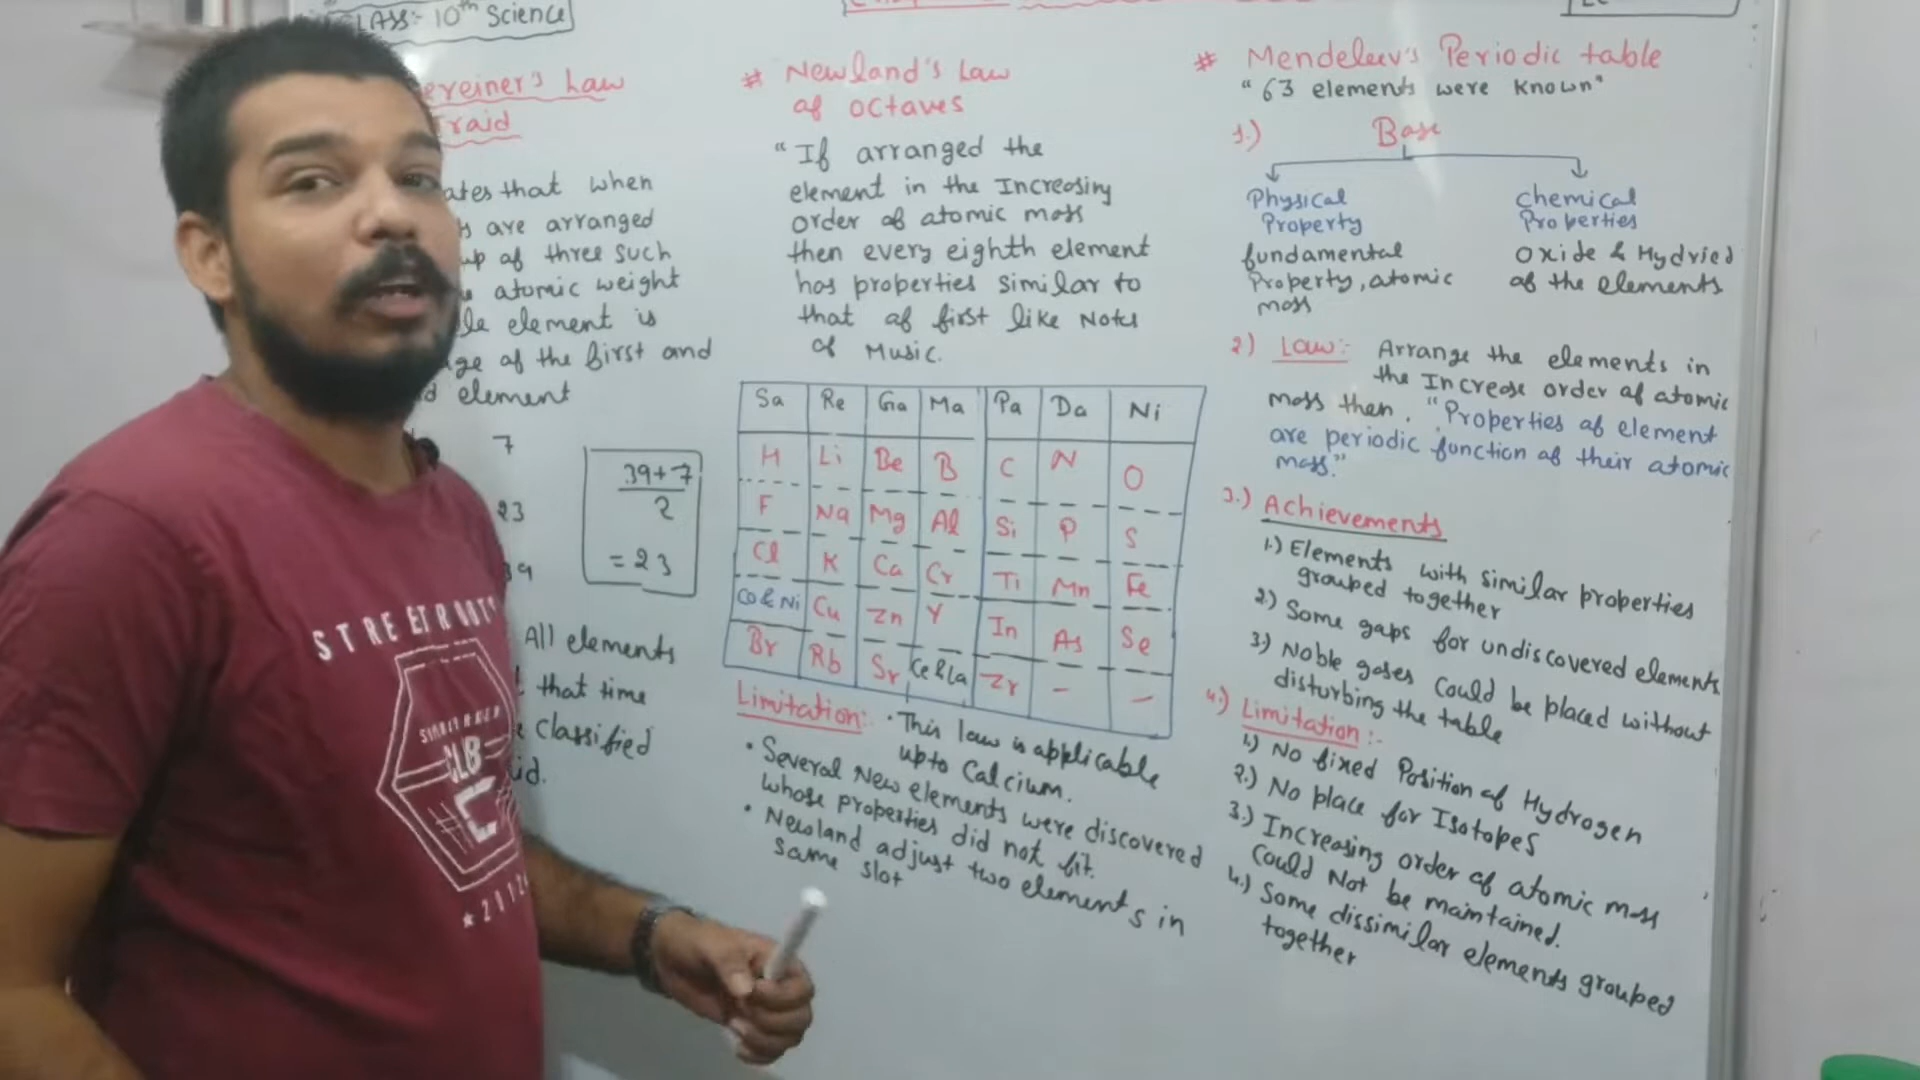 CLASS:- 10th Science
ereiner's Law
Traid
ates that when
s are arranged
up of three such
atomic weight
le element is
ge of the first and
d element
7
23
39
39+7
2
= 23
All elements
t that time
e classified
id.
# Newland's Law
of octaves
"If arranged the
element in the Increasing
order of atomic mass
then every eighth element
has properties similar to
that of first like Notes
of Music.
Sa Re Ga Ma Pa Da Ni
H Li Be B C N O
F Na Mg Al Si P S
Cl K Ca Cr Ti Mn Fe
Co & Ni Cu Zn Y In As Se
Br Rb Sr Ce & La Zr - -
Limitation:- • This law is applicable
upto Calcium.
• Several New elements were discovered
whose properties did not fit.
• Newland adjust two elements in
same slot
# Mendeleev's Periodic table
"63 elements were known"
1.) Base
Physical
Property
fundamental
Property, atomic
mass
chemical
Properties
oxide & Hydried
of the elements
2) Law:- Arrange the elements in
the Increase order of atomic
mass then. "Properties of element
are periodic function of their atomic
mass."
3.) Achievements
1.) Elements with similar properties
grouped together
2) Some gaps for undiscovered elements
3) Noble gases could be placed without
disturbing the table
4.) Limitation:-
1.) No fixed Position of Hydrogen
2.) No place for Isotopes
3.) Increasing order of atomic mass
could Not be maintained.
4.) Some dissimilar elements grouped
together
STREET ROOTS
CLB
#C
★ 2012